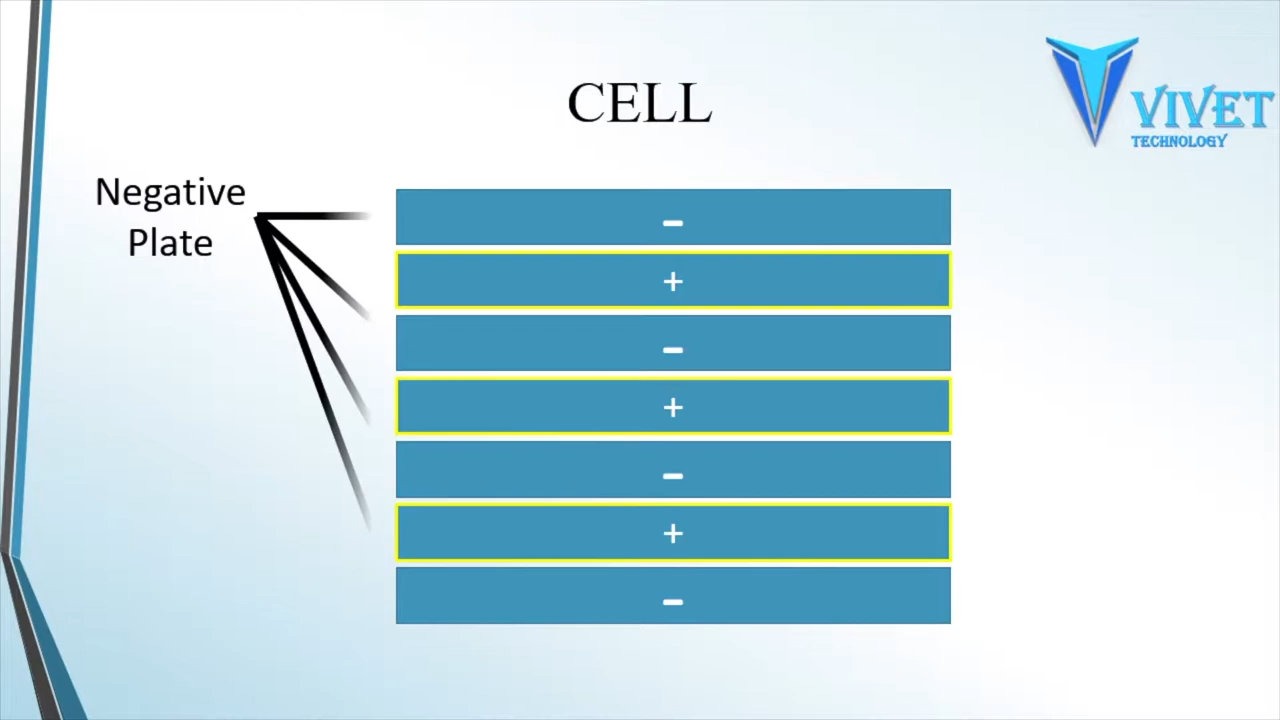 CELL
VIVET
TECHNOLOGY
Negative
Plate
-
+
-
+
-
+
-